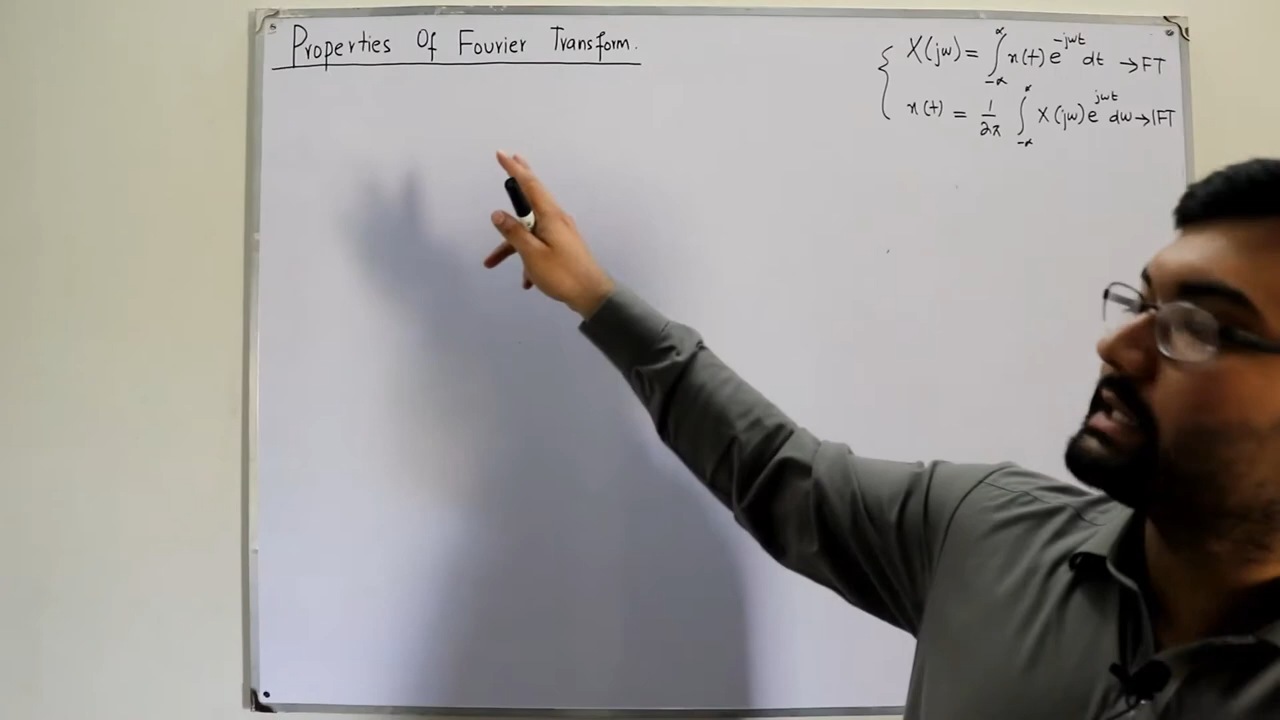 Properties Of Fourier Transform.
X(jw) = ∫_{-∞}^{∞} x(t) e^{-jwt} dt → FT
x(t) = 1/2π ∫_{-∞}^{∞} X(jw) e^{jwt} dw → IFT